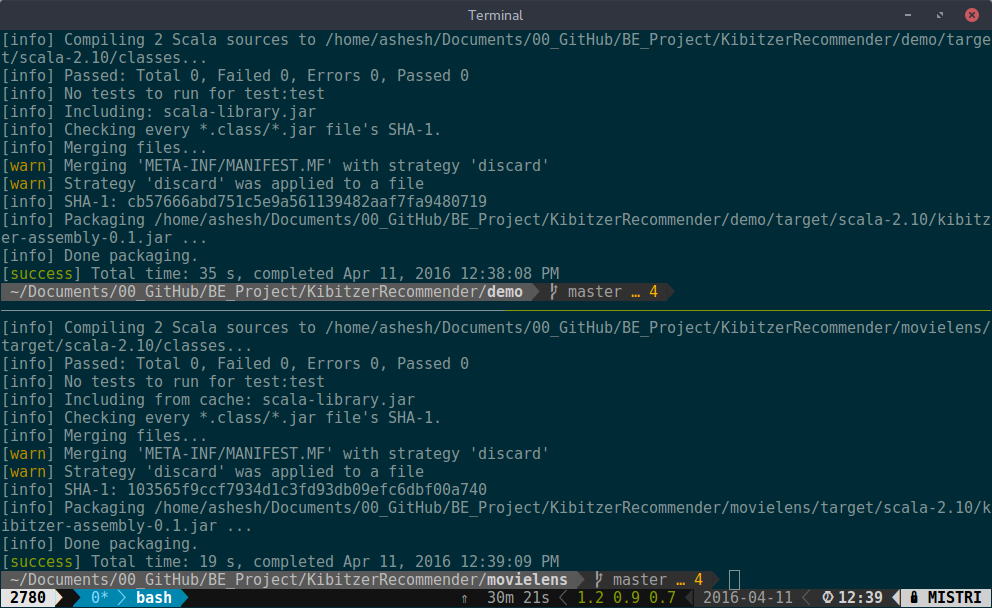 Terminal
[info] Compiling 2 Scala sources to /home/ashesh/Documents/00_GitHub/BE_Project/KibitzerRecommender/demo/targe
t/scala-2.10/classes...
[info] Passed: Total 0, Failed 0, Errors 0, Passed 0
[info] No tests to run for test:test
[info] Including: scala-library.jar
[info] Checking every *.class/*.jar file's SHA-1.
[info] Merging files...
[warn] Merging 'META-INF/MANIFEST.MF' with strategy 'discard'
[warn] Strategy 'discard' was applied to a file
[info] SHA-1: cb57666abd751c5e9a561139482aaf7fa9480719
[info] Packaging /home/ashesh/Documents/00_GitHub/BE_Project/KibitzerRecommender/demo/target/scala-2.10/kibitz
er-assembly-0.1.jar ...
[info] Done packaging.
[success] Total time: 35 s, completed Apr 11, 2016 12:38:08 PM
~/Documents/00_GitHub/BE_Project/KibitzerRecommender/demo master … 4
[info] Compiling 2 Scala sources to /home/ashesh/Documents/00_GitHub/BE_Project/KibitzerRecommender/movielens/
target/scala-2.10/classes...
[info] Passed: Total 0, Failed 0, Errors 0, Passed 0
[info] No tests to run for test:test
[info] Including from cache: scala-library.jar
[info] Checking every *.class/*.jar file's SHA-1.
[info] Merging files...
[warn] Merging 'META-INF/MANIFEST.MF' with strategy 'discard'
[warn] Strategy 'discard' was applied to a file
[info] SHA-1: 103565f9ccf7934d1c3fd93db09efc6dbf00a740
[info] Packaging /home/ashesh/Documents/00_GitHub/BE_Project/KibitzerRecommender/movielens/target/scala-2.10/k
ibitzer-assembly-0.1.jar ...
[info] Done packaging.
[success] Total time: 19 s, completed Apr 11, 2016 12:39:09 PM
~/Documents/00_GitHub/BE_Project/KibitzerRecommender/movielens master … 4
2780 0* bash ⇑ 30m 21s 1.2 0.9 0.7 2016-04-11 12:39 MISTRI